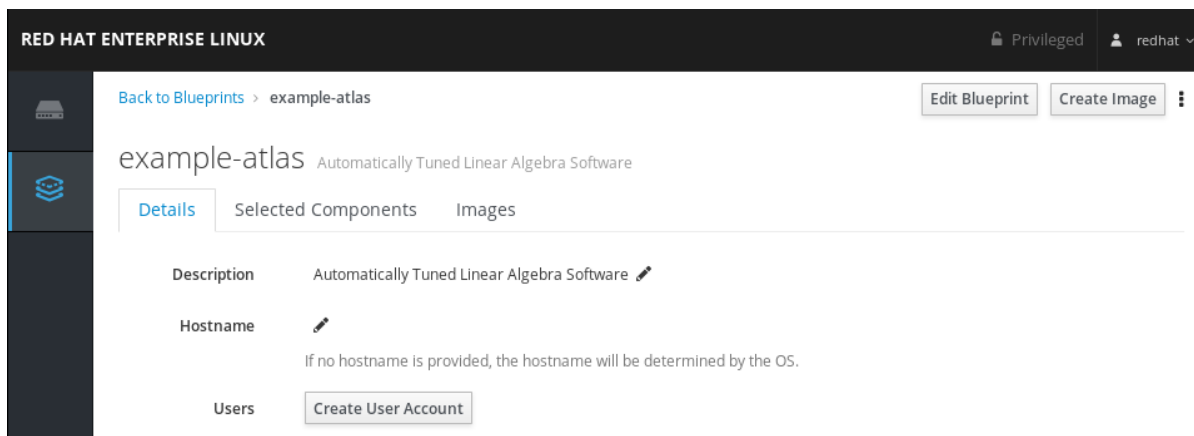 RED HAT ENTERPRISE LINUX Privileged redhat
Back to Blueprints > example-atlas Edit Blueprint Create Image
example-atlas Automatically Tuned Linear Algebra Software
Details Selected Components Images
Description Automatically Tuned Linear Algebra Software
Hostname
If no hostname is provided, the hostname will be determined by the OS.
Users Create User Account